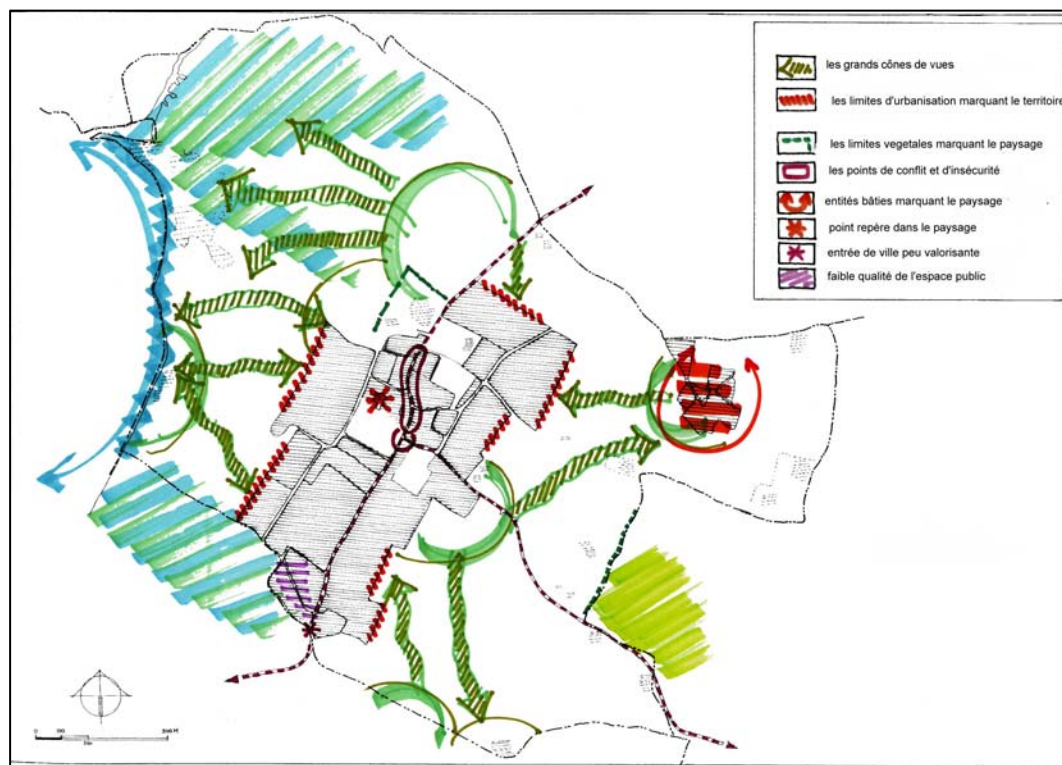 les grands cônes de vues
les limites d'urbanisation marquant le territoire
les limites vegetales marquant le paysage
les points de conflit et d'insécurité
entités bâties marquant le paysage
point repère dans le paysage
entrée de ville peu valorisante
faible qualité de l'espace public
0